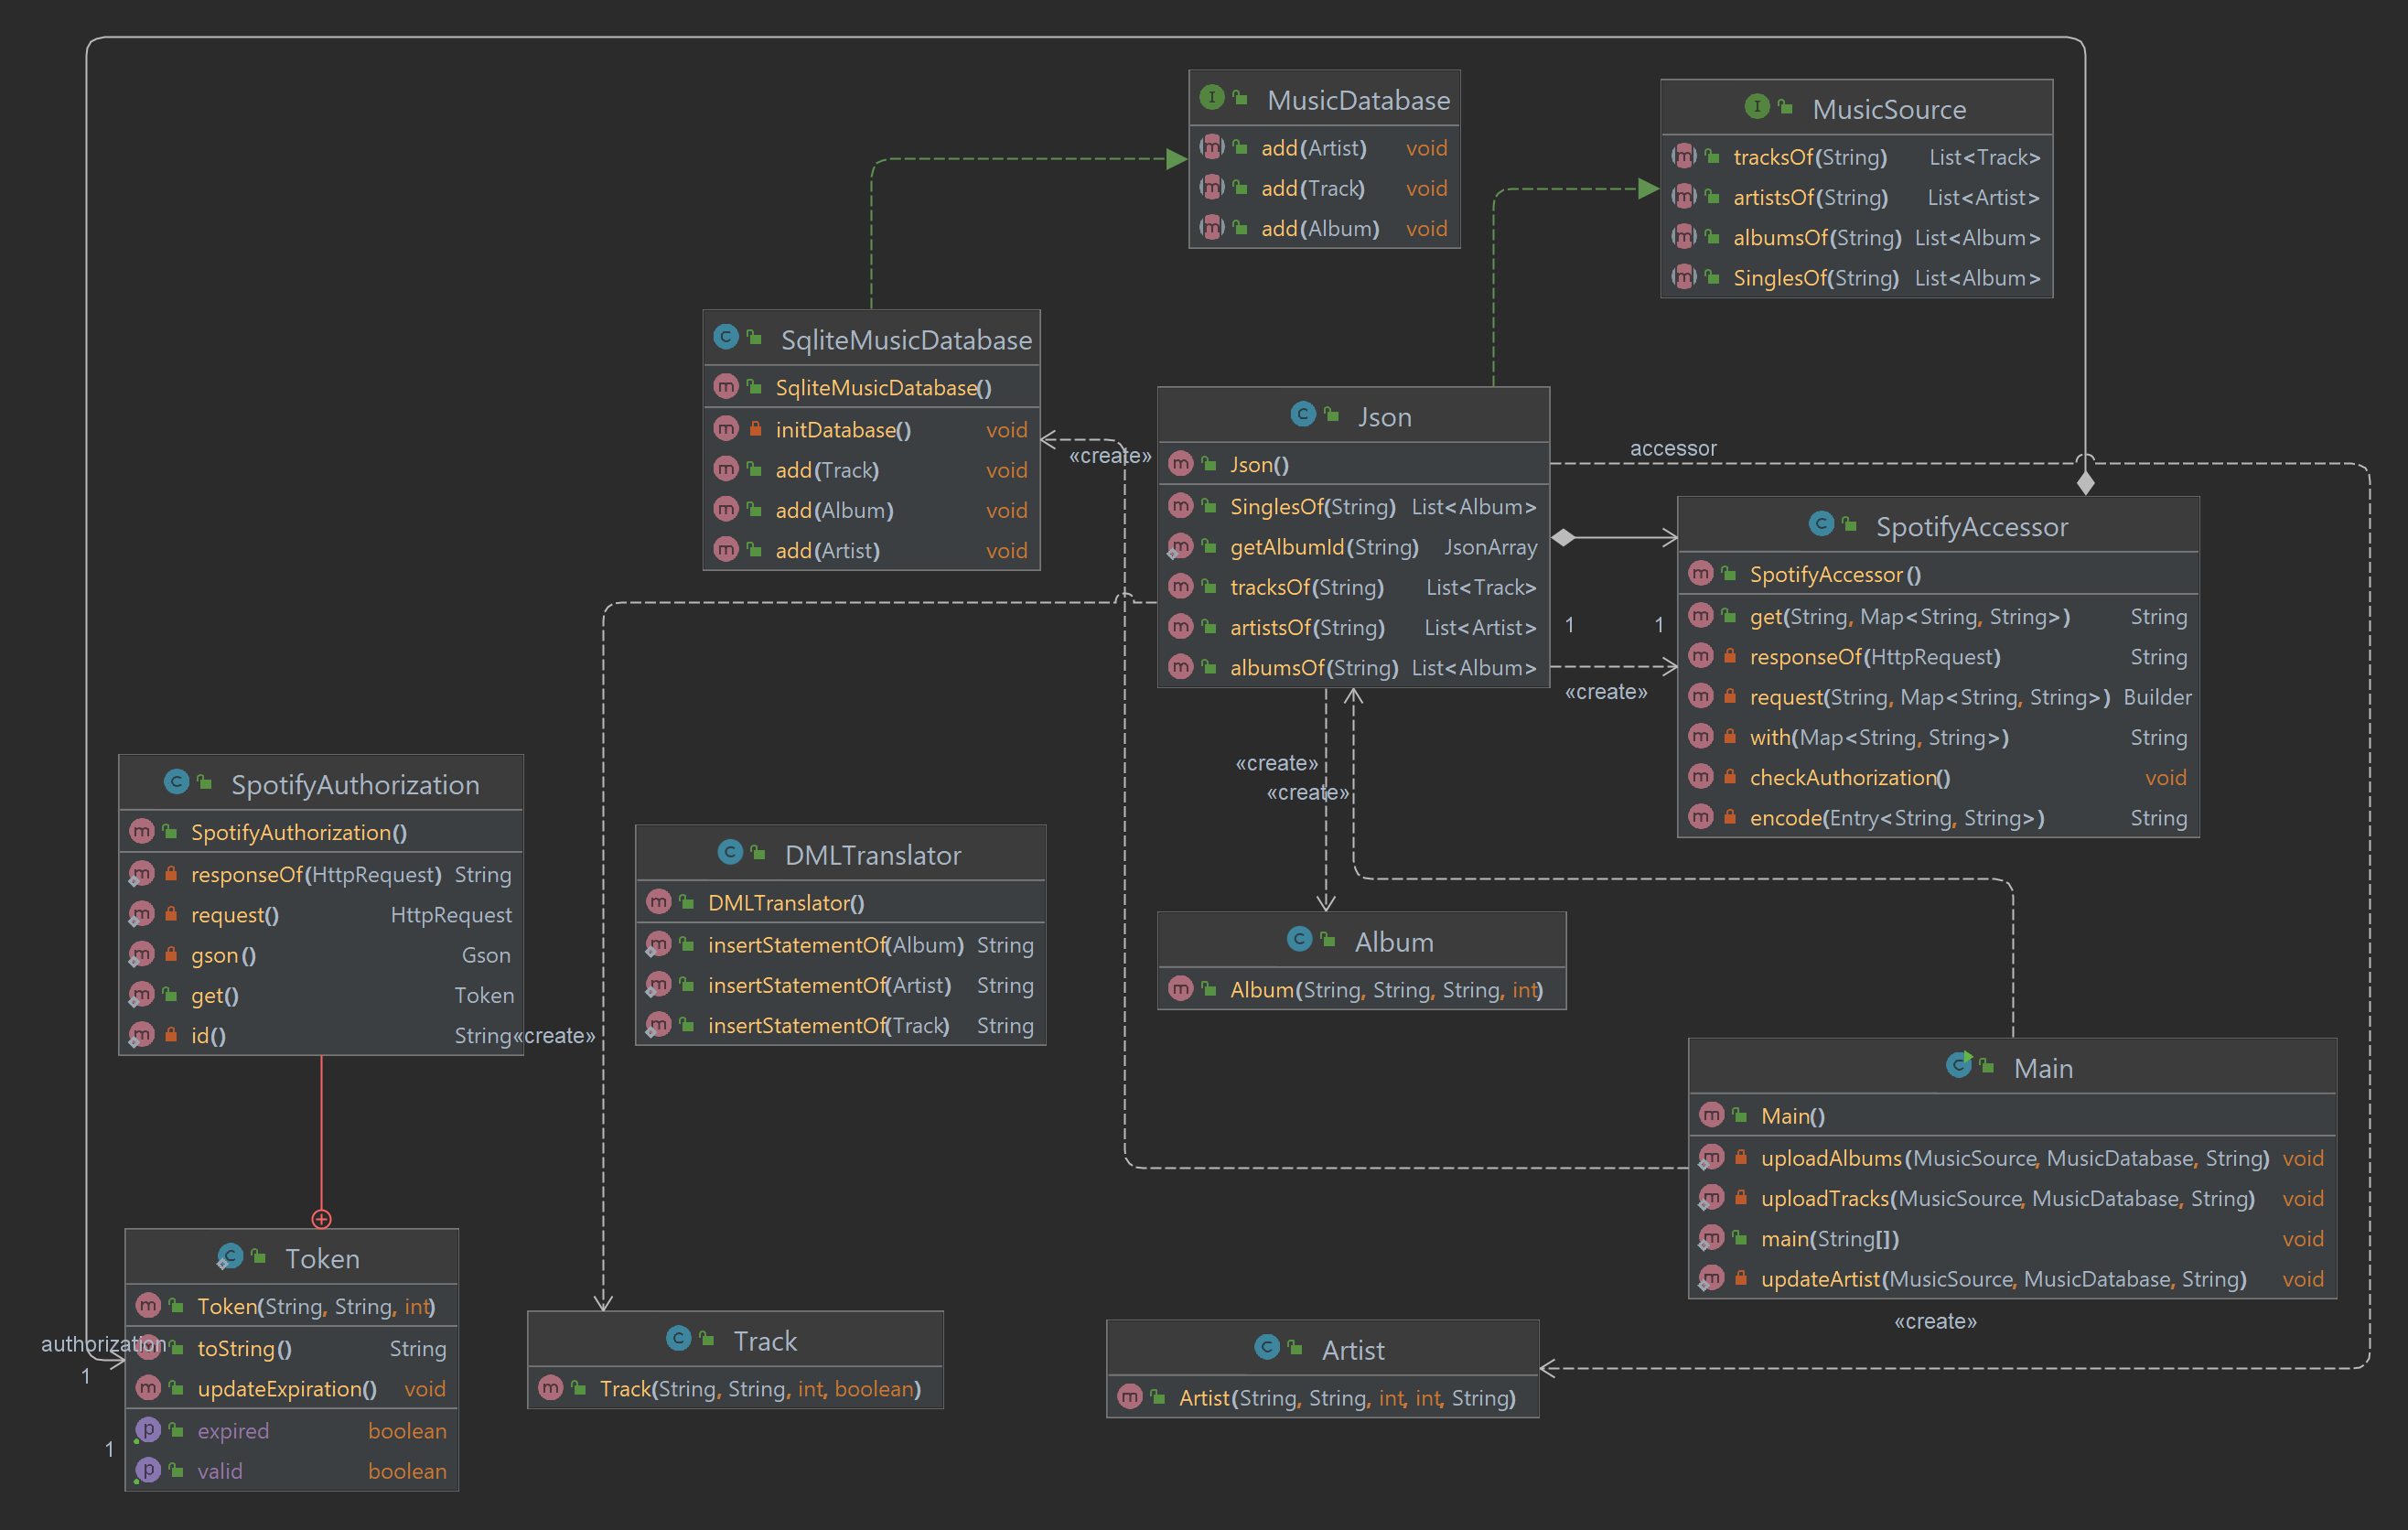 MusicDatabase
add(Artist) void
add(Track) void
add(Album) void
MusicSource
tracksOf(String) List<Track>
artistsOf(String) List<Artist>
albumsOf(String) List<Album>
SinglesOf(String) List<Album>
SqliteMusicDatabase
SqliteMusicDatabase()
initDatabase() void
add(Track) void
add(Album) void
add(Artist) void
«create»
Json
Json()
SinglesOf(String) List<Album>
getAlbumId(String) JsonArray
tracksOf(String) List<Track>
artistsOf(String) List<Artist>
albumsOf(String) List<Album>
accessor
1
1
«create»
SpotifyAccessor
SpotifyAccessor()
get(String, Map<String, String>) String
responseOf(HttpRequest) String
request(String, Map<String, String>) Builder
with(Map<String, String>) String
checkAuthorization() void
encode(Entry<String, String>) String
«create»
«create»
SpotifyAuthorization
SpotifyAuthorization()
responseOf(HttpRequest) String
request() HttpRequest
gson() Gson
get() Token
id() String
«create»
DMLTranslator
DMLTranslator()
insertStatementOf(Album) String
insertStatementOf(Artist) String
insertStatementOf(Track) String
Album
Album(String, String, String, int)
Main
Main()
uploadAlbums(MusicSource, MusicDatabase, String) void
uploadTracks(MusicSource, MusicDatabase, String) void
main(String[]) void
updateArtist(MusicSource, MusicDatabase, String) void
«create»
Token
Token(String, String, int)
toString() String
updateExpiration() void
expired boolean
valid boolean
authorization
1
1
Track
Track(String, String, int, boolean)
Artist
Artist(String, String, int, int, String)